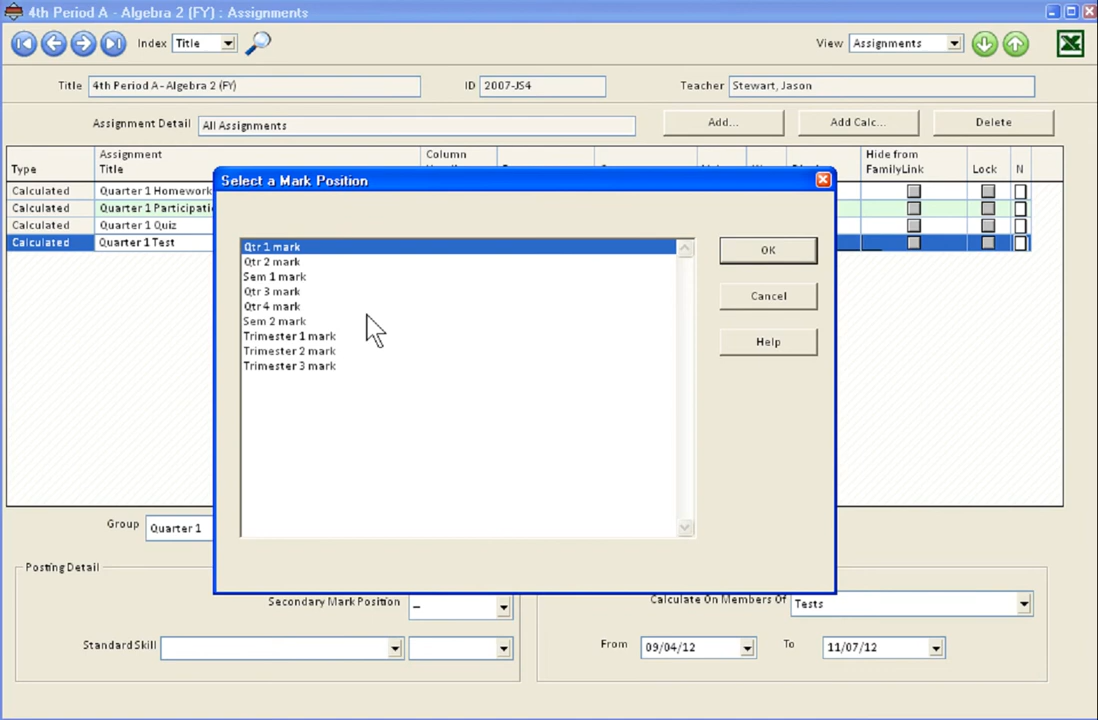 4th Period A - Algebra 2 (FY) : Assignments
Index Title View Assignments
Title 4th Period A - Algebra 2 (FY) ID 2007-JS4 Teacher Stewart, Jason
Assignment Detail All Assignments Add... Add Calc... Delete
Type Assignment Title Column Hide from FamilyLink Lock N
Select a Mark Position
Calculated Quarter 1 Homework
Calculated Quarter 1 Participati
Calculated Quarter 1 Quiz
Calculated Quarter 1 Test
Qtr 1 mark
Qtr 2 mark
Sem 1 mark
Qtr 3 mark
Qtr 4 mark
Sem 2 mark
Trimester 1 mark
Trimester 2 mark
Trimester 3 mark
OK
Cancel
Help
Group Quarter 1
Posting Detail
Secondary Mark Position – Calculate On Members Of Tests
Standard Skill From 09/04/12 To 11/07/12